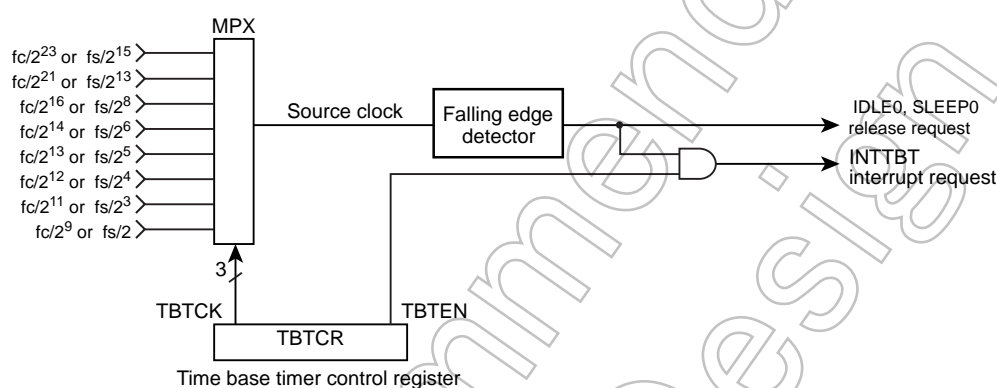 MPX
fc/2^23 or fs/2^15
fc/2^21 or fs/2^13
fc/2^16 or fs/2^8
fc/2^14 or fs/2^6
fc/2^13 or fs/2^5
fc/2^12 or fs/2^4
fc/2^11 or fs/2^3
fc/2^9 or fs/2
Source clock
Falling edge
detector
IDLE0, SLEEP0
release request
INTTBT
interrupt request
3
TBTCK
TBTEN
TBTCR
Time base timer control register
esign